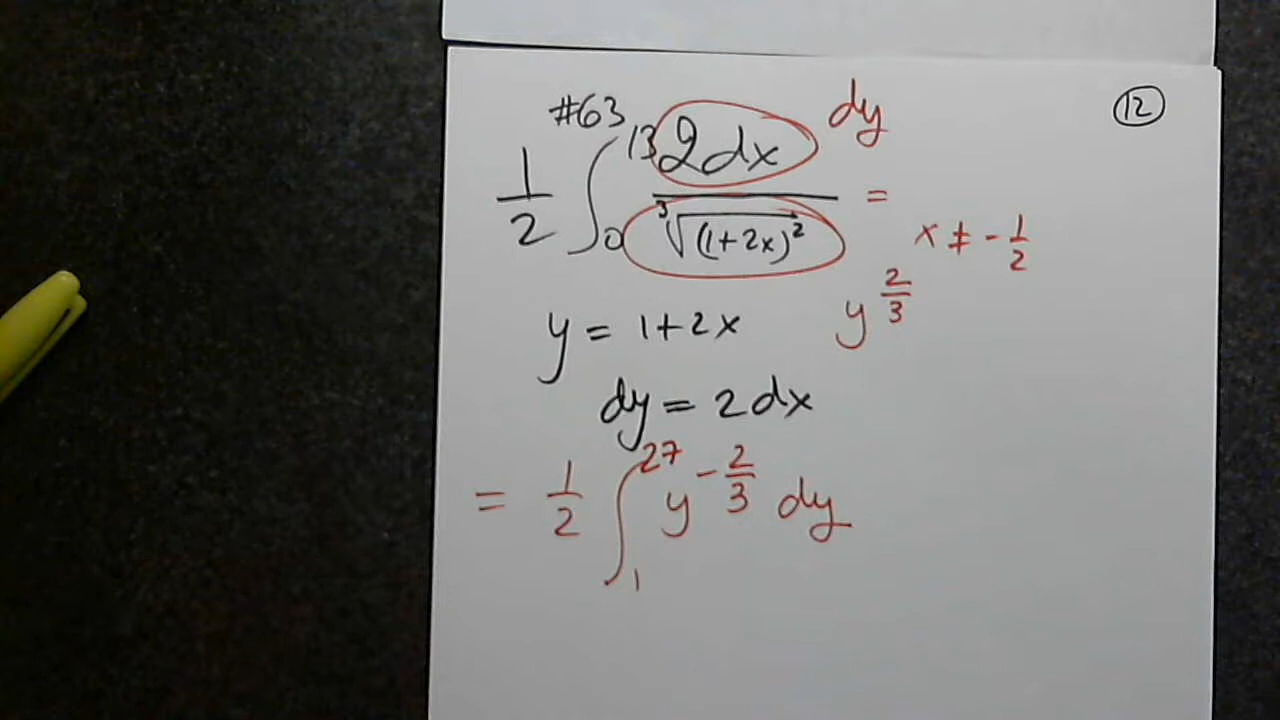 #63
⑫
1/2 ∫₀¹³ 2dx / ∛(1+2x)² = dy
x ≠ - 1/2
y^(2/3)
y = 1+2x
dy = 2dx
= 1/2 ∫₁²⁷ y^(-2/3) dy